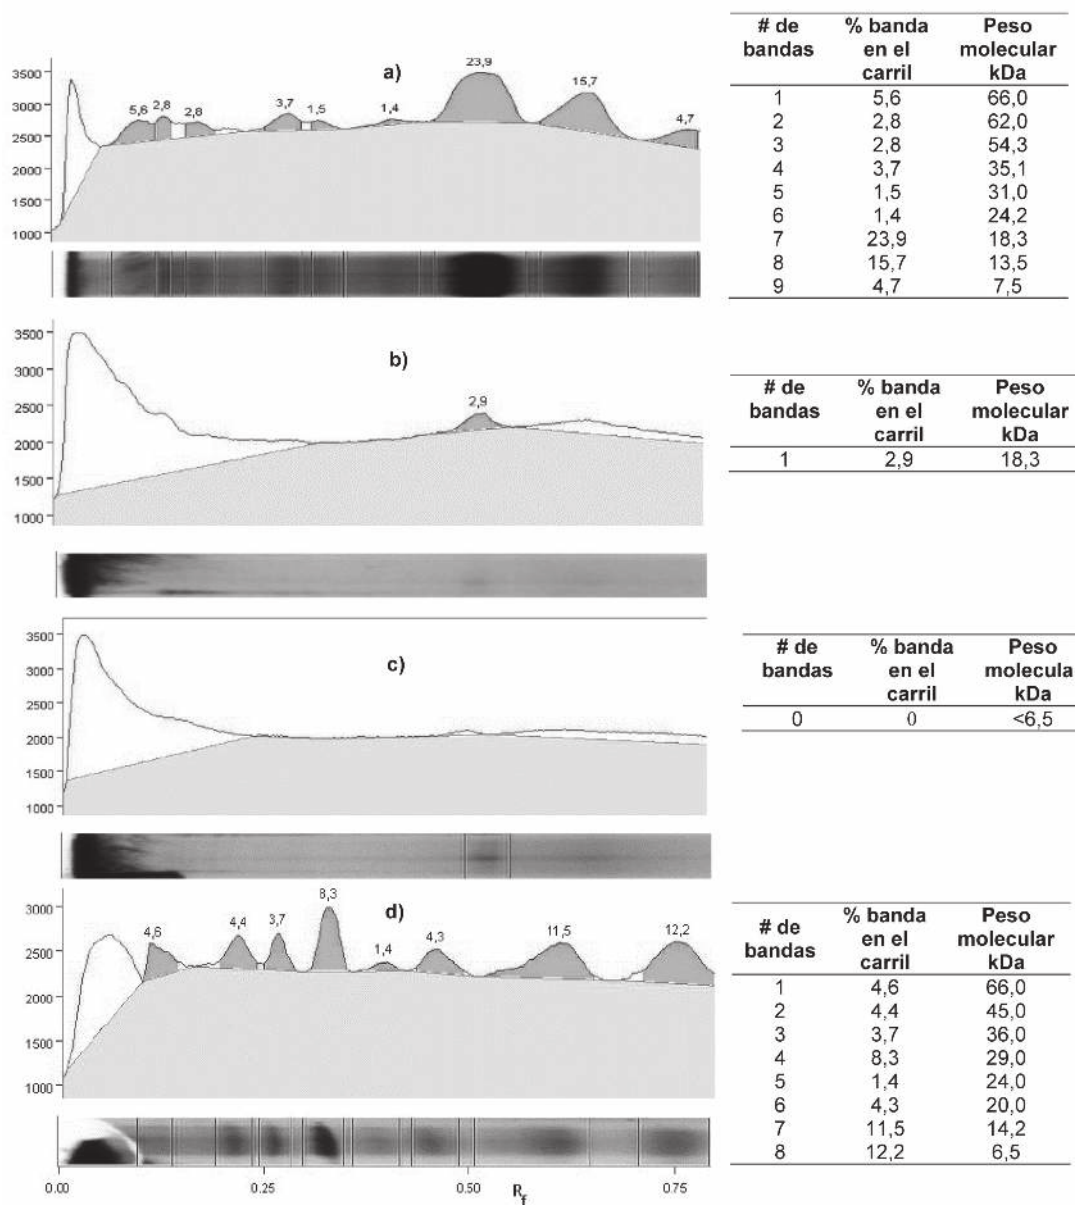 a)
3500
3000
2500
2000
1500
1000
5,6
2,8
2,8
3,7
1,5
1,4
23,9
15,7
4,7
# de bandas
% banda en el carril
Peso molecular kDa
1 5,6 66,0
2 2,8 62,0
3 2,8 54,3
4 3,7 35,1
5 1,5 31,0
6 1,4 24,2
7 23,9 18,3
8 15,7 13,5
9 4,7 7,5
b)
3500
3000
2500
2000
1500
1000
2,9
# de bandas
% banda en el carril
Peso molecular kDa
1 2,9 18,3
c)
3500
3000
2500
2000
1500
1000
# de bandas
% banda en el carril
Peso molecula kDa
0 0 <6,5
d)
3000
2500
2000
1500
1000
4,6
4,4
3,7
8,3
1,4
4,3
11,5
12,2
# de bandas
% banda en el carril
Peso molecular kDa
1 4,6 66,0
2 4,4 45,0
3 3,7 36,0
4 8,3 29,0
5 1,4 24,0
6 4,3 20,0
7 11,5 14,2
8 12,2 6,5
0.00 0.25 0.50 0.75
Rf